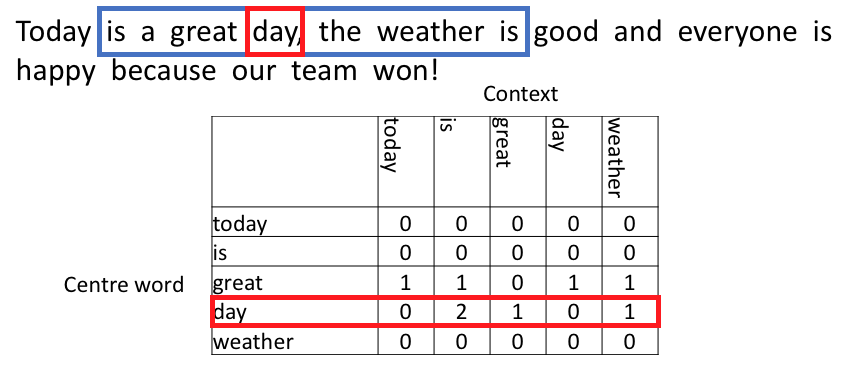 Today is a great day, the weather is good and everyone is
happy because our team won!
Context
today is great day weather
today 0 0 0 0 0
is 0 0 0 0 0
Centre word
great 1 1 0 1 1
day 0 2 1 0 1
weather 0 0 0 0 0